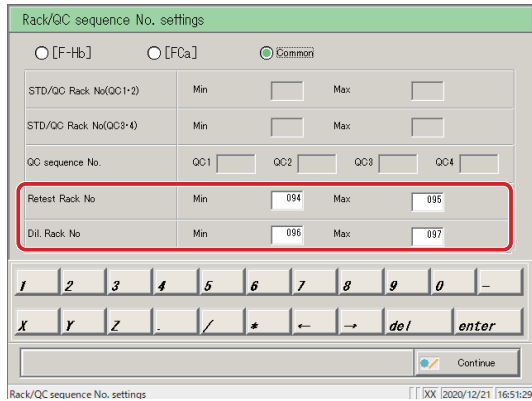 Rack/QC sequence No. settings
[F-Hb] [FCa] Common
STD/QC Rack No(QC1・2) Min Max
STD/QC Rack No(QC3・4) Min Max
QC sequence No. QC1 QC2 QC3 QC4
Retest Rack No Min 094 Max 095
Dil. Rack No Min 096 Max 097
1 2 3 4 5 6 7 8 9 0 -
X Y Z . / * ← → del enter
Continue
Rack/QC sequence No. settings XX 2020/12/21 16:51:29